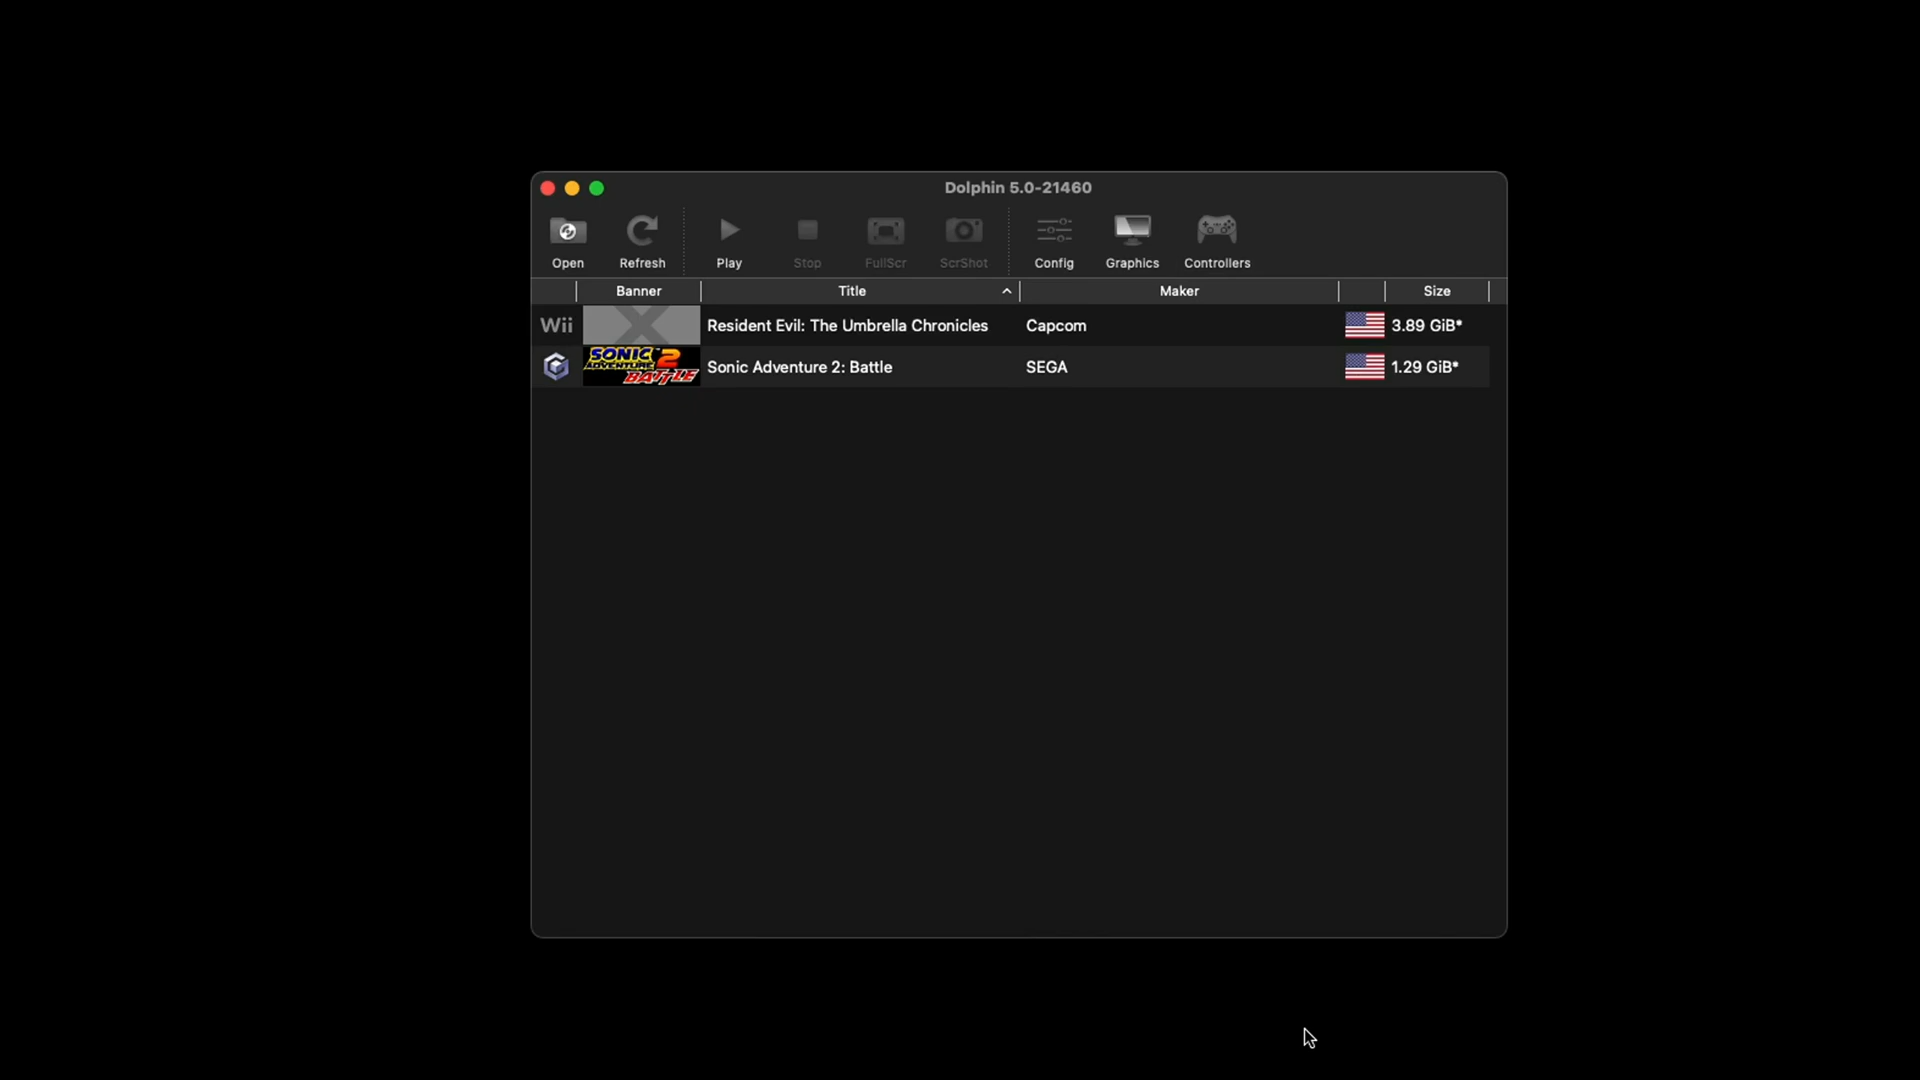 Dolphin 5.0-21460
Open Refresh Play Stop FullScr ScrShot Config Graphics Controllers
Banner Title Maker Size
Wii Resident Evil: The Umbrella Chronicles Capcom 3.89 GiB*
SONIC 2 ADVENTURE BATTLE Sonic Adventure 2: Battle SEGA 1.29 GiB*